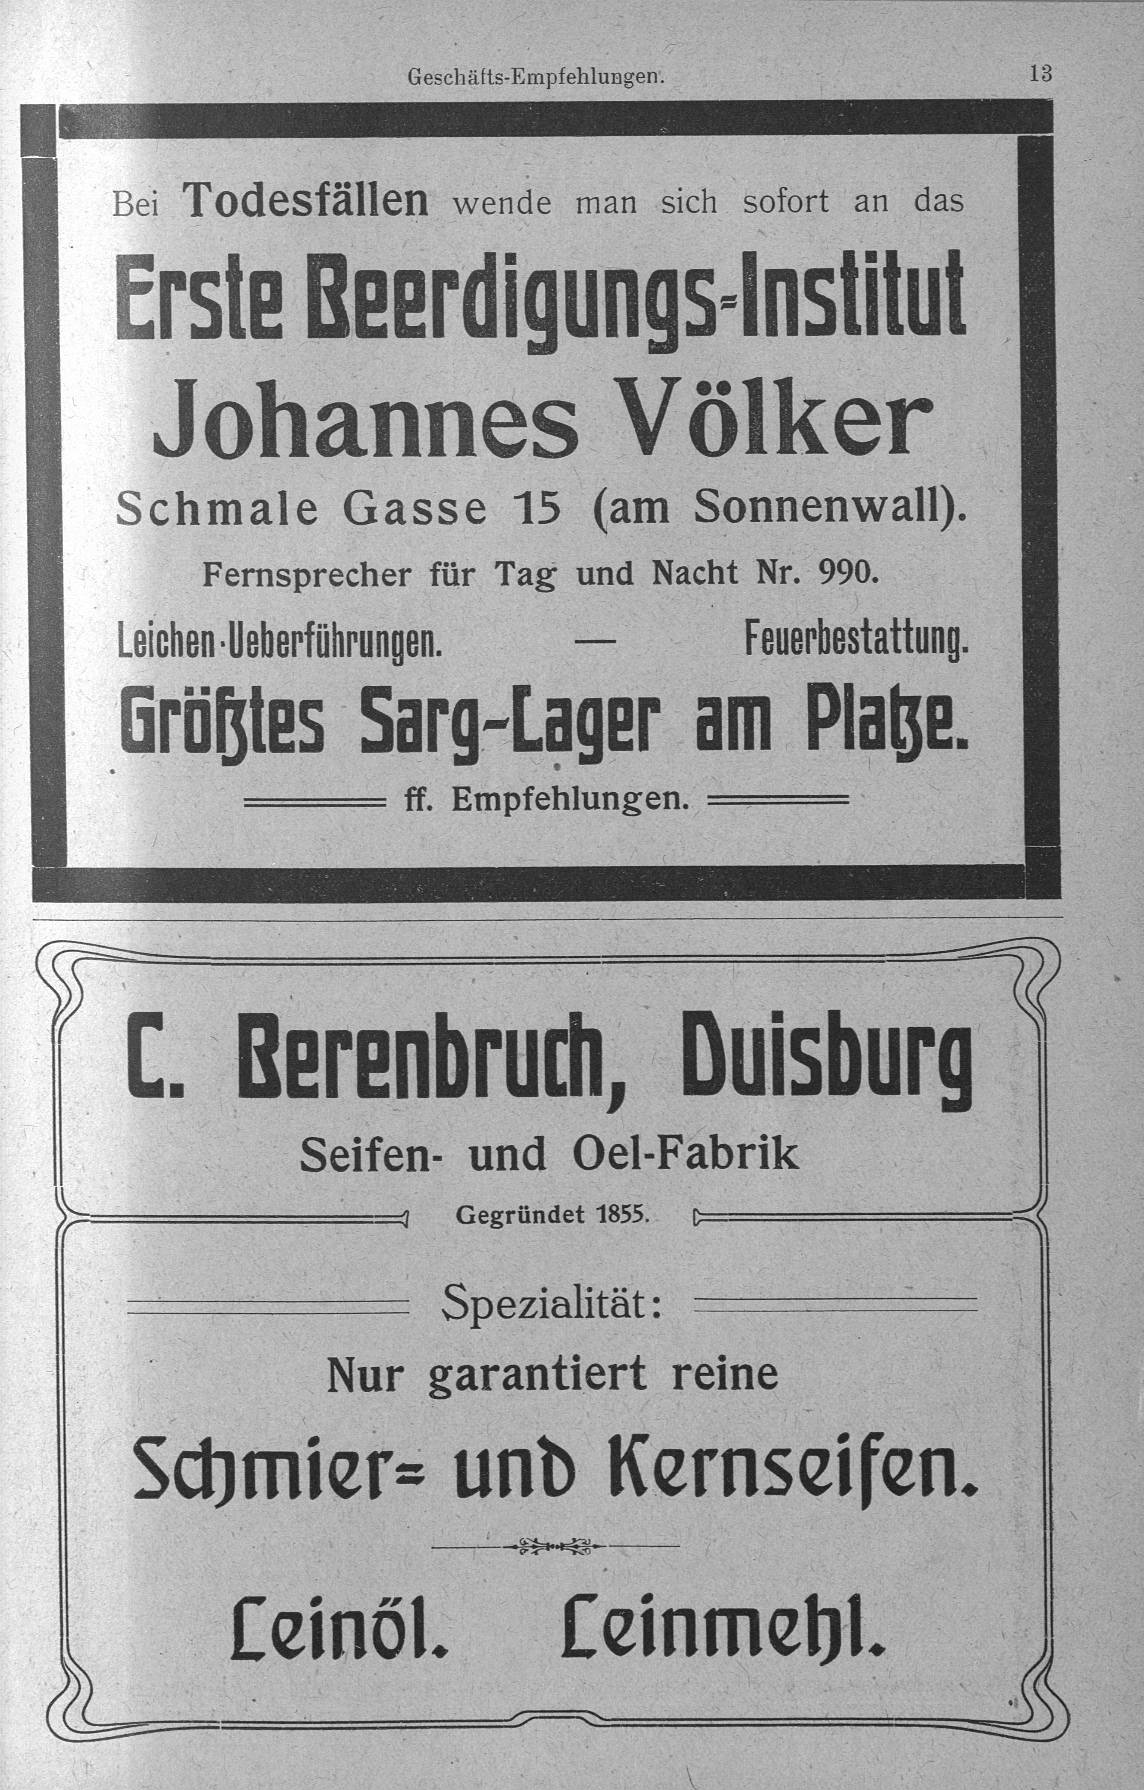 Geschäfts-Empfehlungen. 13
Bei Todesfällen wende man sich sofort an das
Erste Beerdigungs-Institut
Johannes Völker
Schmale Gasse 15 (am Sonnenwall).
Fernsprecher für Tag und Nacht Nr. 990.
Leichen-Ueberführungen. — Feuerbestattung.
Größtes Sarg-Lager am Platze.
ff. Empfehlungen.
C. Berenbruch, Duisburg
Seifen- und Oel-Fabrik
Gegründet 1855.
Spezialität:
Nur garantiert reine
Schmier- und Kernseifen.
Leinöl. Leinmehl.